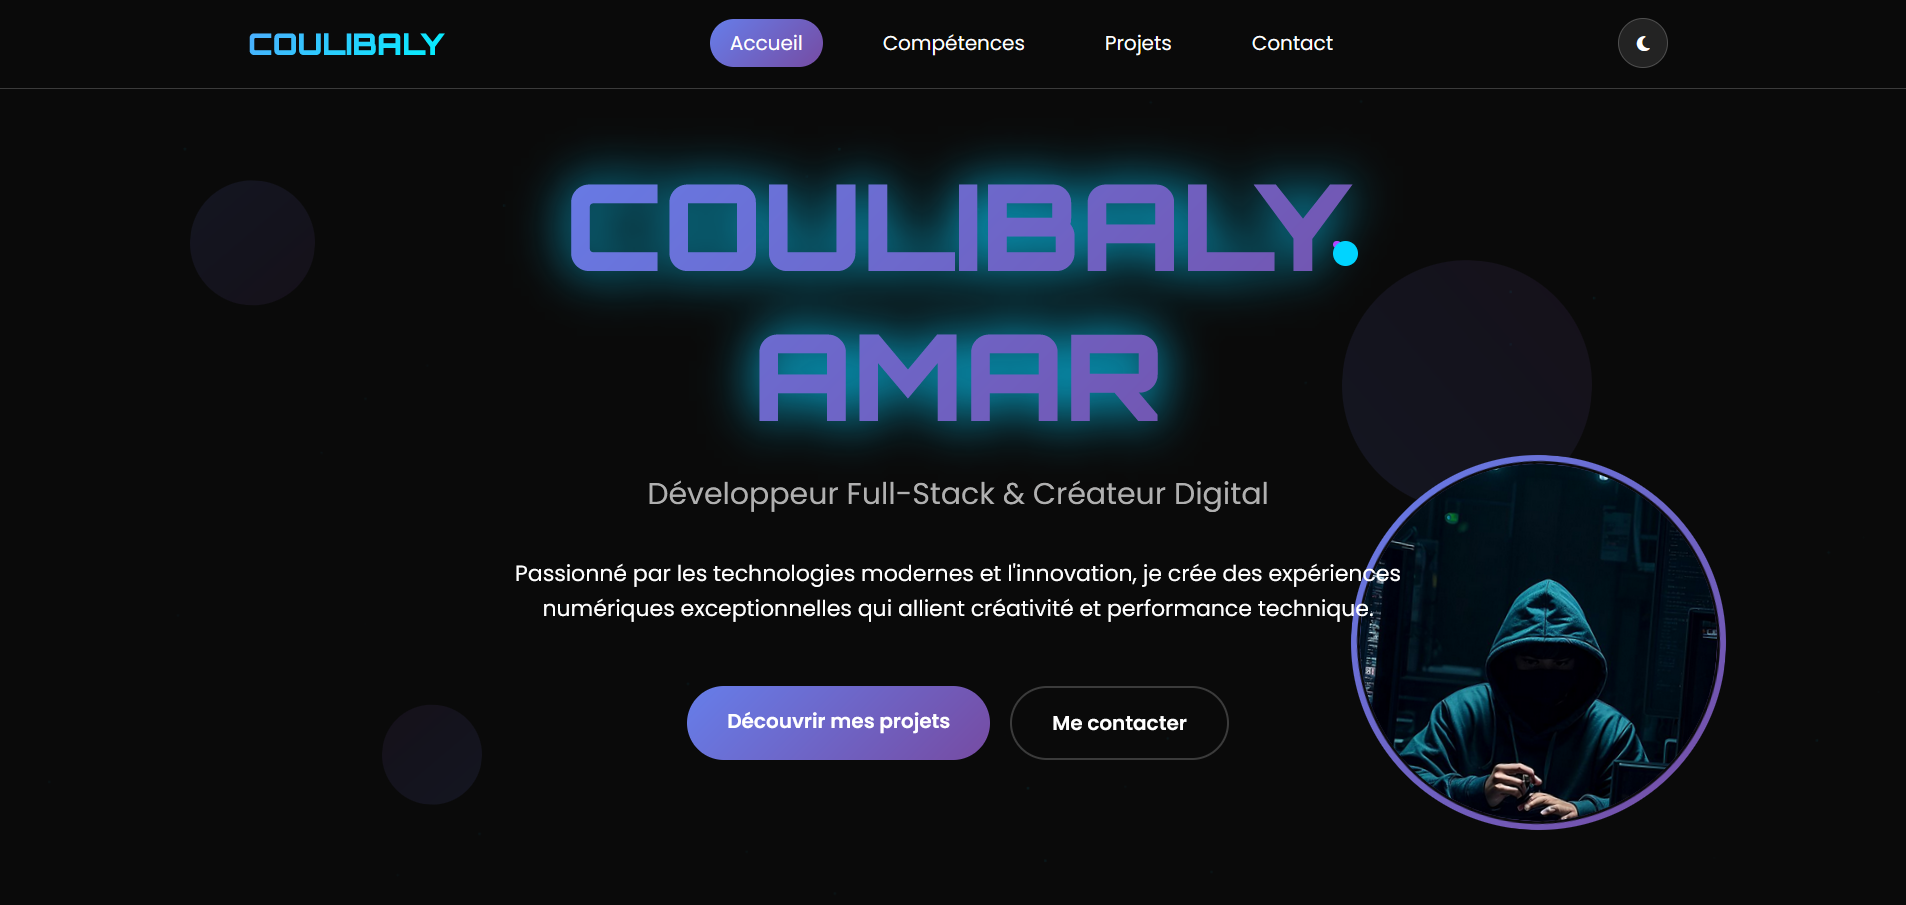 COULIBALY
Accueil
Compétences
Projets
Contact
COULIBALY
AMAR
Développeur Full-Stack & Créateur Digital
Passionné par les technologies modernes et l'innovation, je crée des expériences
numériques exceptionnelles qui allient créativité et performance technique.
Découvrir mes projets
Me contacter